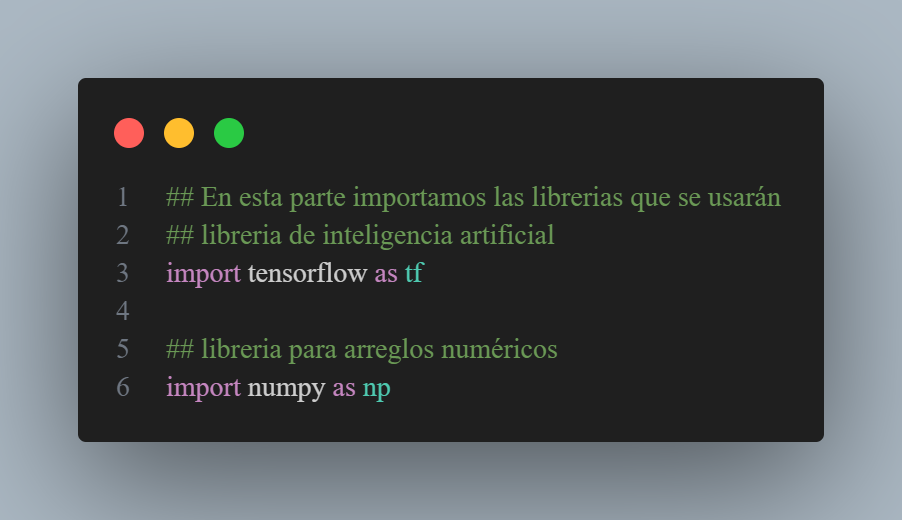 1 ## En esta parte importamos las librerias que se usarán
2 ## libreria de inteligencia artificial
3 import tensorflow as tf
4
5 ## libreria para arreglos numéricos
6 import numpy as np